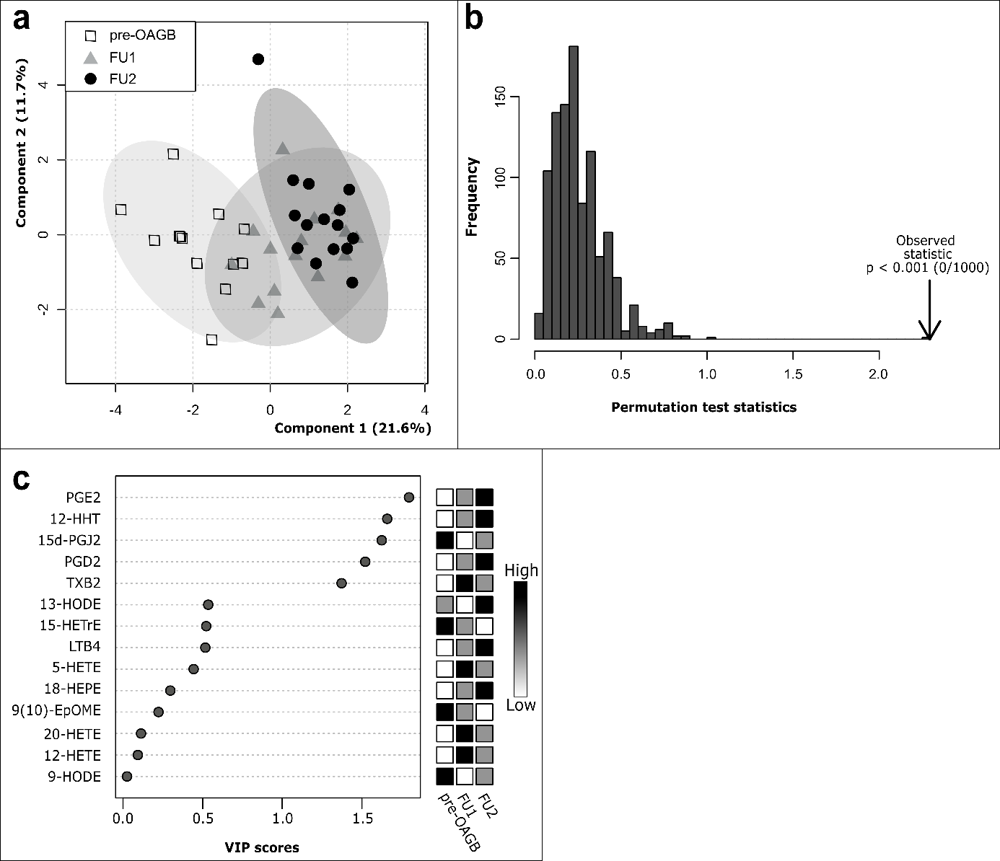 a
pre-OAGB
FU1
FU2
Component 2 (11.7%)
4
2
0
-2
-4
-2
0
2
4
Component 1 (21.6%)
b
Frequency
150
100
50
0
Observed
statistic
p < 0.001 (0/1000)
0.0
0.5
1.0
1.5
2.0
Permutation test statistics
c
PGE2
12-HHT
15d-PGJ2
PGD2
TXB2
13-HODE
15-HETrE
LTB4
5-HETE
18-HEPE
9(10)-EpOME
20-HETE
12-HETE
9-HODE
High
Low
0.0
0.5
1.0
1.5
VIP scores
pre-OAGB
FU1
FU2